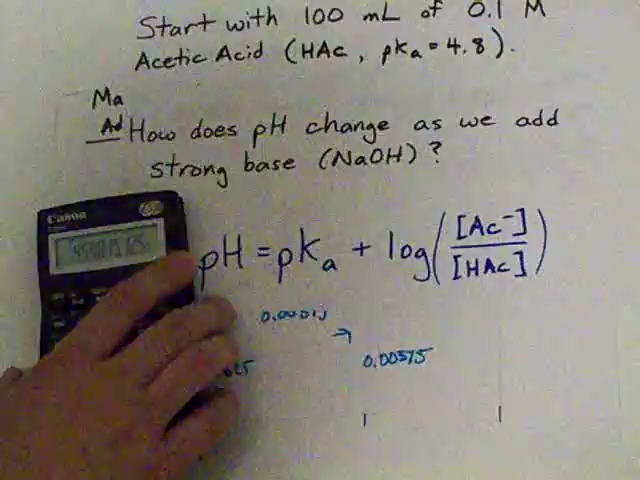 Start with 100 mL of 0.1 M
Acetic Acid (HAc, pka = 4.8).
Ma
Ad How does pH change as we add
strong base (NaOH)?
Canon
pH = pka + log([Ac⁻]/[HAc])
→
0.00575